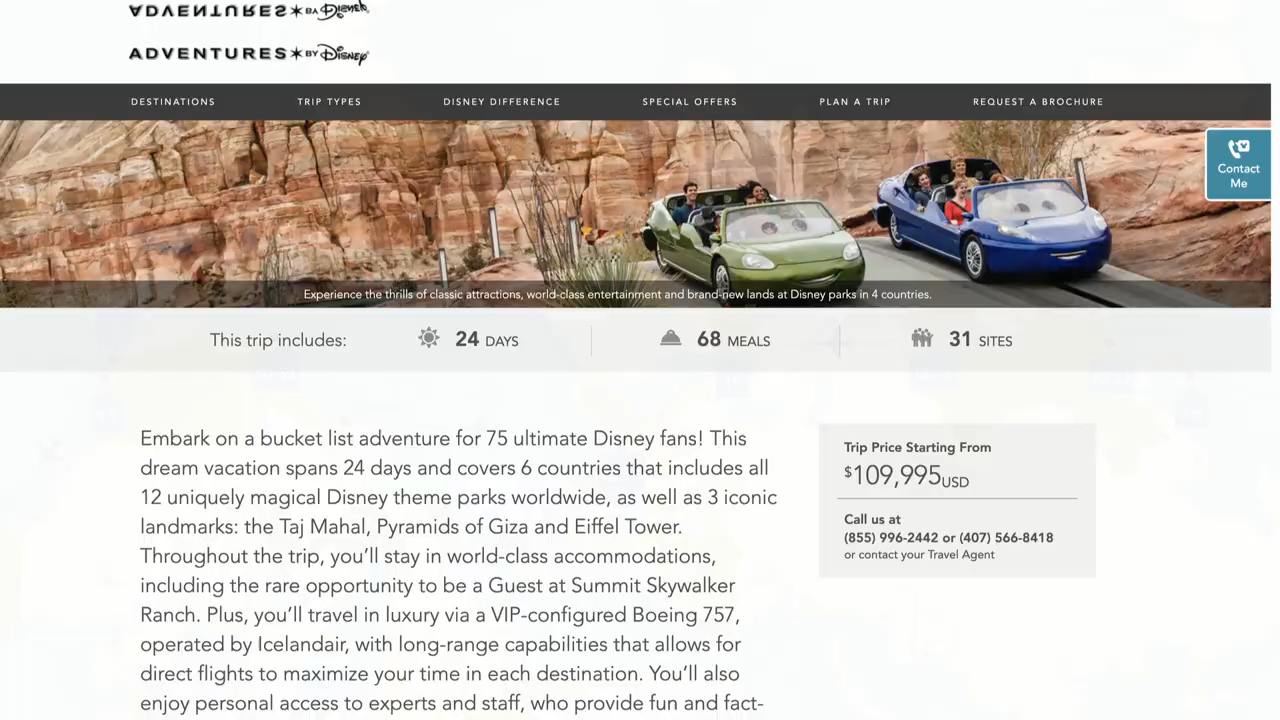 ADVENTURES BY Disney
ADVENTURES BY Disney
DESTINATIONS TRIP TYPES DISNEY DIFFERENCE SPECIAL OFFERS PLAN A TRIP REQUEST A BROCHURE
Contact
Me
Experience the thrills of classic attractions, world-class entertainment and brand-new lands at Disney parks in 4 countries.
This trip includes: 24 DAYS 68 MEALS 31 SITES
Embark on a bucket list adventure for 75 ultimate Disney fans! This
dream vacation spans 24 days and covers 6 countries that includes all
12 uniquely magical Disney theme parks worldwide, as well as 3 iconic
landmarks: the Taj Mahal, Pyramids of Giza and Eiffel Tower.
Throughout the trip, you’ll stay in world-class accommodations,
including the rare opportunity to be a Guest at Summit Skywalker
Ranch. Plus, you’ll travel in luxury via a VIP-configured Boeing 757,
operated by Icelandair, with long-range capabilities that allows for
direct flights to maximize your time in each destination. You’ll also
enjoy personal access to experts and staff, who provide fun and fact-
Trip Price Starting From
$109,995USD
Call us at
(855) 996-2442 or (407) 566-8418
or contact your Travel Agent